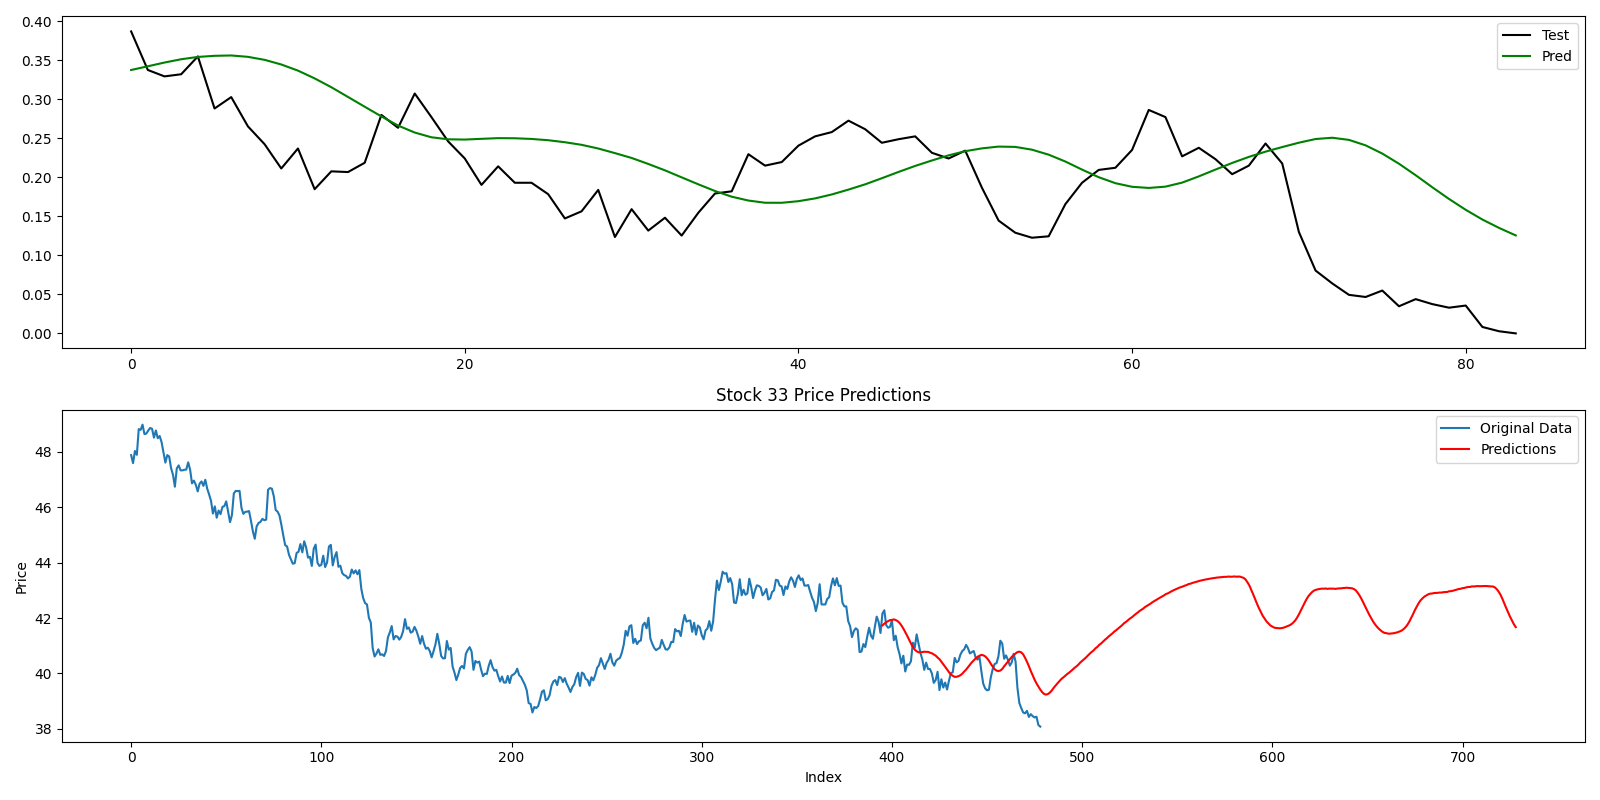 0.40
0.35
0.30
0.25
0.20
0.15
0.10
0.05
0.00
0 20 40 60 80
Test
Pred
Stock 33 Price Predictions
Price
48
46
44
42
40
38
0 100 200 300 400 500 600 700
Index
Original Data
Predictions